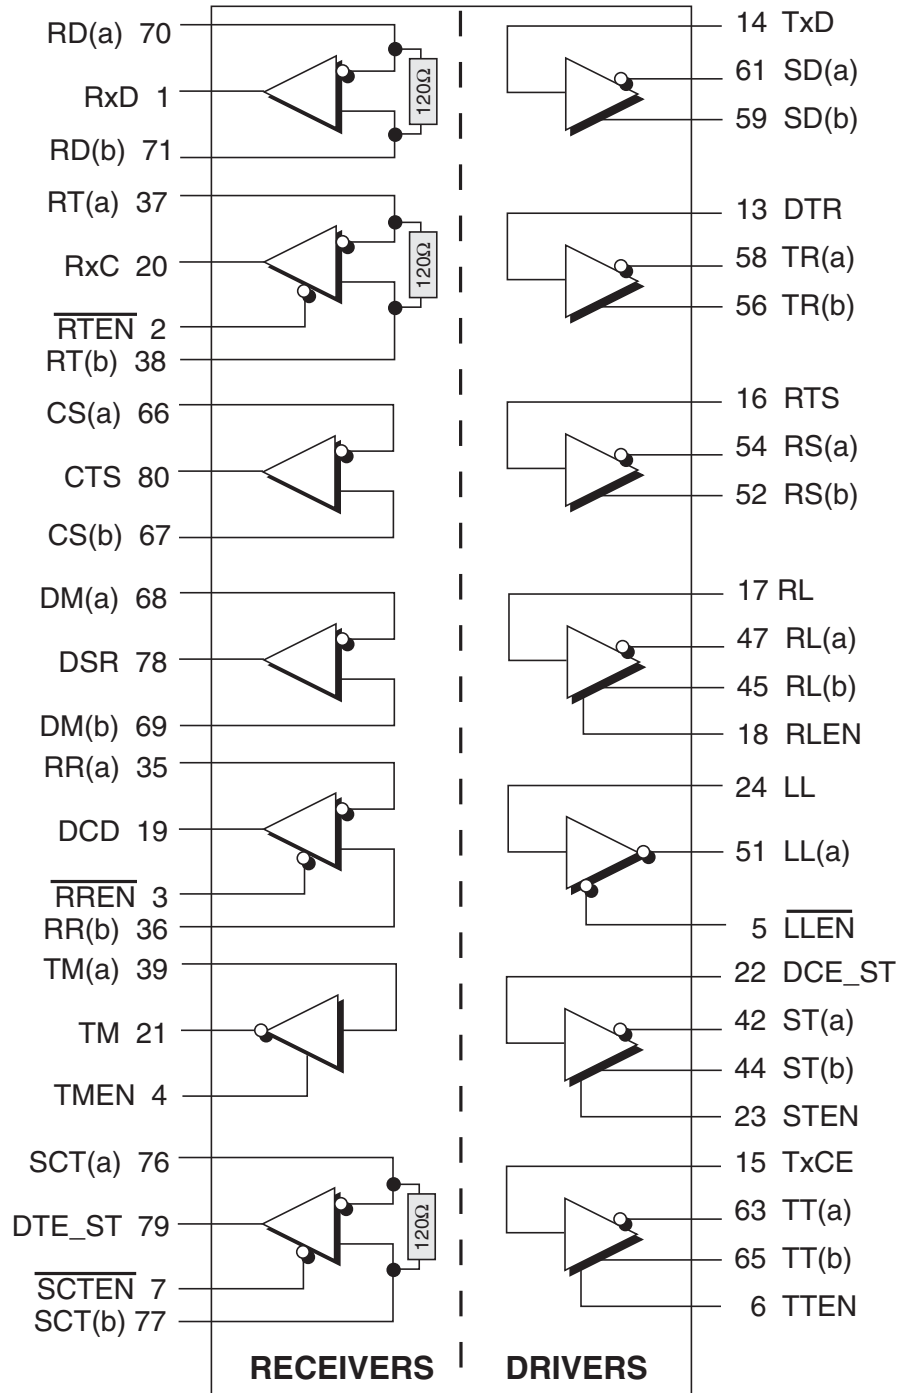 RD(a) 70
RxD 1
RD(b) 71
120Ω
RT(a) 37
RxC 20
RTEN 2
RT(b) 38
120Ω
CS(a) 66
CTS 80
CS(b) 67
DM(a) 68
DSR 78
DM(b) 69
RR(a) 35
DCD 19
RREN 3
RR(b) 36
TM(a) 39
TM 21
TMEN 4
SCT(a) 76
DTE_ST 79
SCTEN 7
SCT(b) 77
120Ω
RECEIVERS
14 TxD
61 SD(a)
59 SD(b)
13 DTR
58 TR(a)
56 TR(b)
16 RTS
54 RS(a)
52 RS(b)
17 RL
47 RL(a)
45 RL(b)
18 RLEN
24 LL
51 LL(a)
5 LLEN
22 DCE_ST
42 ST(a)
44 ST(b)
23 STEN
15 TxCE
63 TT(a)
65 TT(b)
6 TTEN
DRIVERS